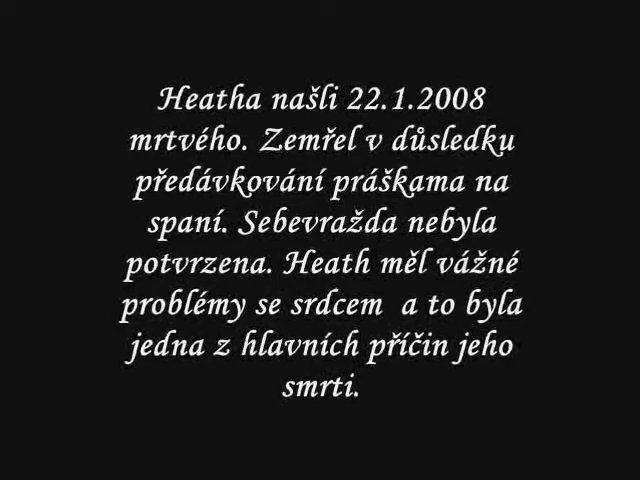 Heatha našli 22.1.2008
mrtvého. Zemřel v důsledku
předávkování práškama na
spaní. Sebevražda nebyla
potvrzena. Heath měl vážné
problémy se srdcem a to byla
jedna z hlavních příčin jeho
smrti.